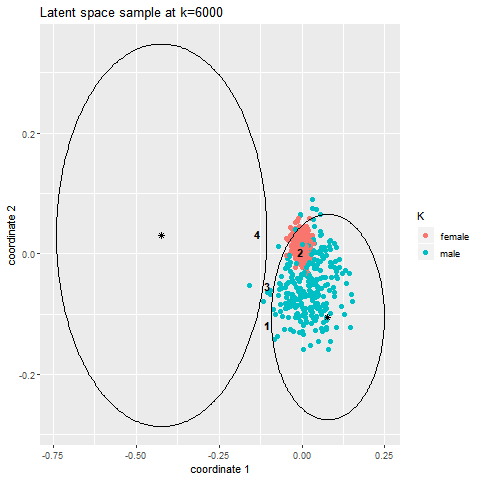 Latent space sample at k=6000
coordinate 2
0.2
0.0
-0.2
4
2
3
1
*
*
-0.75
-0.50
-0.25
0.00
0.25
coordinate 1
K
female
male